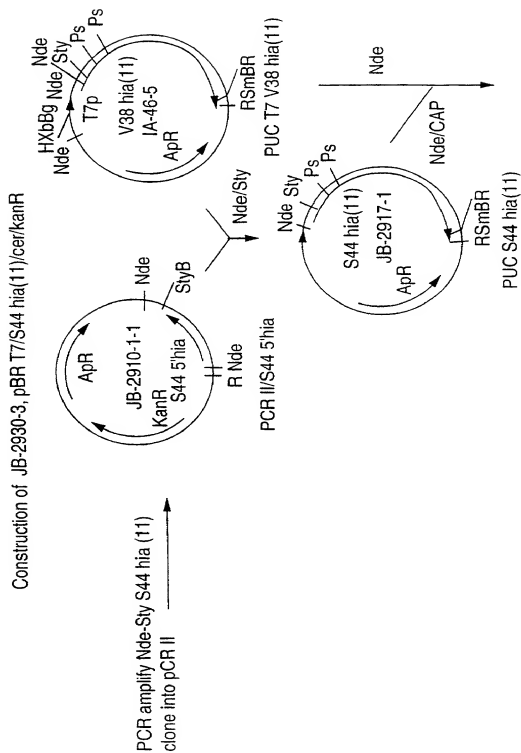 Construction of JB-2930-3, pBR T7/S44 hia(11)/cer/kanR
PCR amplify Nde-Sty S44 hia (11)
clone into pCR II
ApR
JB-2910-1-1
KanR
S44 5'hia
Nde
StyB
R Nde
PCR II/S44 5'hia
Nde
HXbBg
Nde
Nde/Sty
Ps
Ps
T7p
V38 hia(11)
IA-46-5
ApR
RSmBR
PUC T7 V38 hia(11)
Nde/Sty
Nde
Sty
Ps
Ps
S44 hia(11)
JB-2917-1
ApR
RSmBR
PUC S44 hia(11)
Nde
Nde/CAP